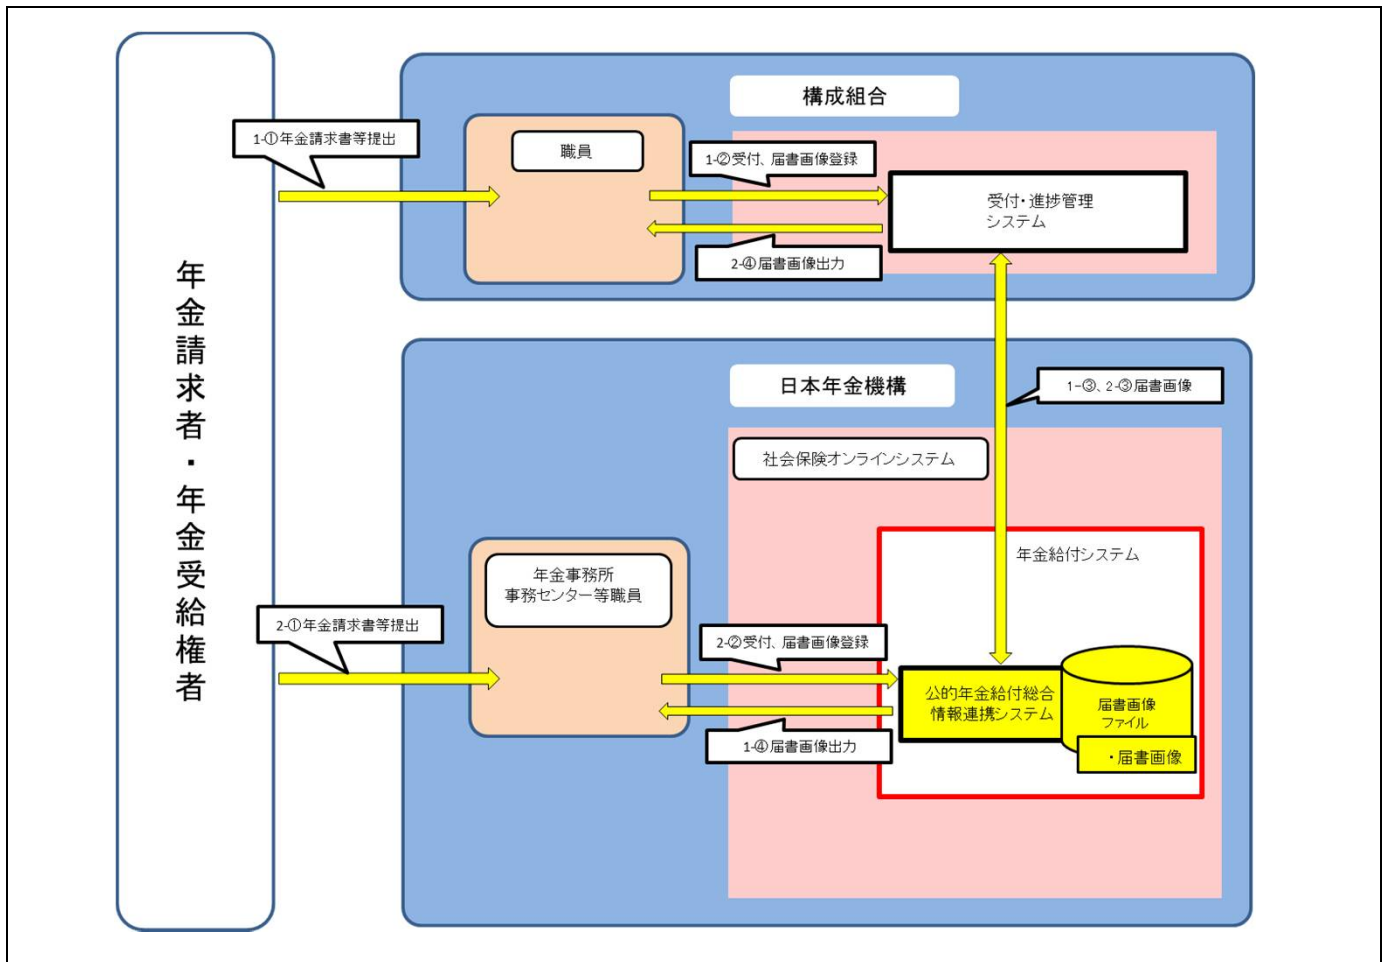 年金請求者・年金受給権者
構成組合
1-①年金請求書等提出
職員
1-②受付、届書画像登録
受付・進捗管理
システム
2-④届書画像出力
日本年金機構
1-③、2-③届書画像
社会保険オンラインシステム
年金給付システム
年金事務所
事務センター等職員
2-①年金請求書等提出
2-②受付、届書画像登録
公的年金給付総合
情報連携システム
届書画像
ファイル
・届書画像
1-④届書画像出力